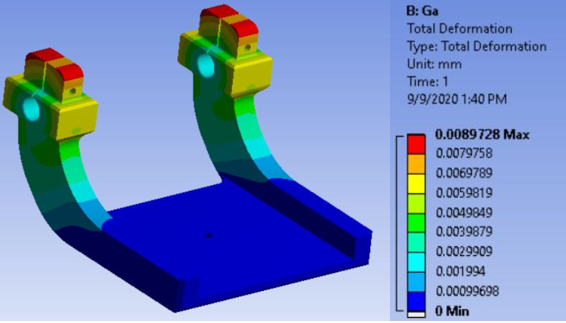 B: Ga
Total Deformation
Type: Total Deformation
Unit: mm
Time: 1
9/9/2020 1:40 PM
0.0089728 Max
0.0079758
0.0069789
0.0059819
0.0049849
0.0039879
0.0029909
0.001994
0.00099698
0 Min